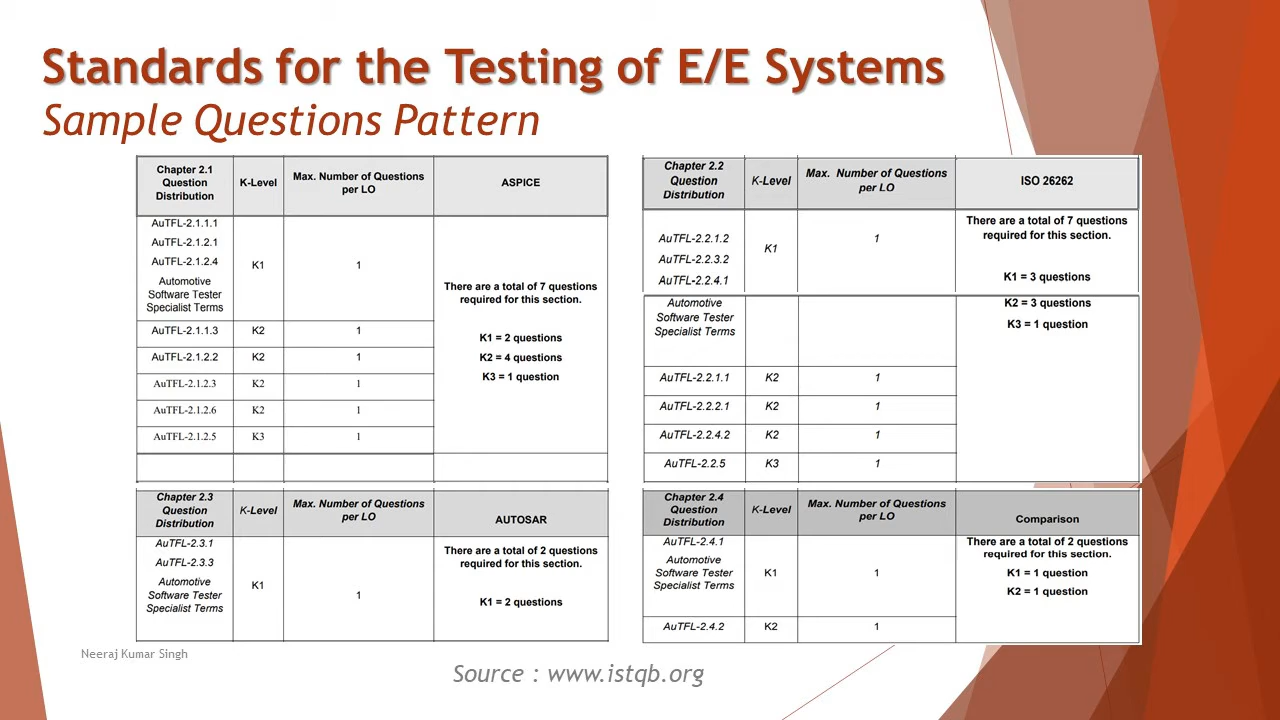 Standards for the Testing of E/E Systems
Sample Questions Pattern
Chapter 2.1
Question
Distribution
K-Level
Max. Number of Questions
per LO
ASPICE
AuTFL-2.1.1.1
AuTFL-2.1.2.1
AuTFL-2.1.2.4
Automotive
Software Tester
Specialist Terms
K1
1
There are a total of 7 questions
required for this section.
K1 = 2 questions
K2 = 4 questions
K3 = 1 question
AuTFL-2.1.1.3 K2 1
AuTFL-2.1.2.2 K2 1
AuTFL-2.1.2.3 K2 1
AuTFL-2.1.2.6 K2 1
AuTFL-2.1.2.5 K3 1
Chapter 2.2
Question
Distribution
K-Level
Max. Number of Questions
per LO
ISO 26262
AuTFL-2.2.1.2
AuTFL-2.2.3.2
AuTFL-2.2.4.1
K1
1
There are a total of 7 questions
required for this section.
K1 = 3 questions
Automotive
Software Tester
Specialist Terms
K2 = 3 questions
K3 = 1 question
AuTFL-2.2.1.1 K2 1
AuTFL-2.2.2.1 K2 1
AuTFL-2.2.4.2 K2 1
AuTFL-2.2.5 K3 1
Chapter 2.3
Question
Distribution
K-Level
Max. Number of Questions
per LO
AUTOSAR
AuTFL-2.3.1
AuTFL-2.3.3
Automotive
Software Tester
Specialist Terms
K1
1
There are a total of 2 questions
required for this section.
K1 = 2 questions
Chapter 2.4
Question
Distribution
K-Level
Max. Number of Questions
per LO
Comparison
AuTFL-2.4.1
Automotive
Software Tester
Specialist Terms
K1
1
There are a total of 2 questions
required for this section.
K1 = 1 question
K2 = 1 question
AuTFL-2.4.2 K2 1
Neeraj Kumar Singh
Source : www.istqb.org